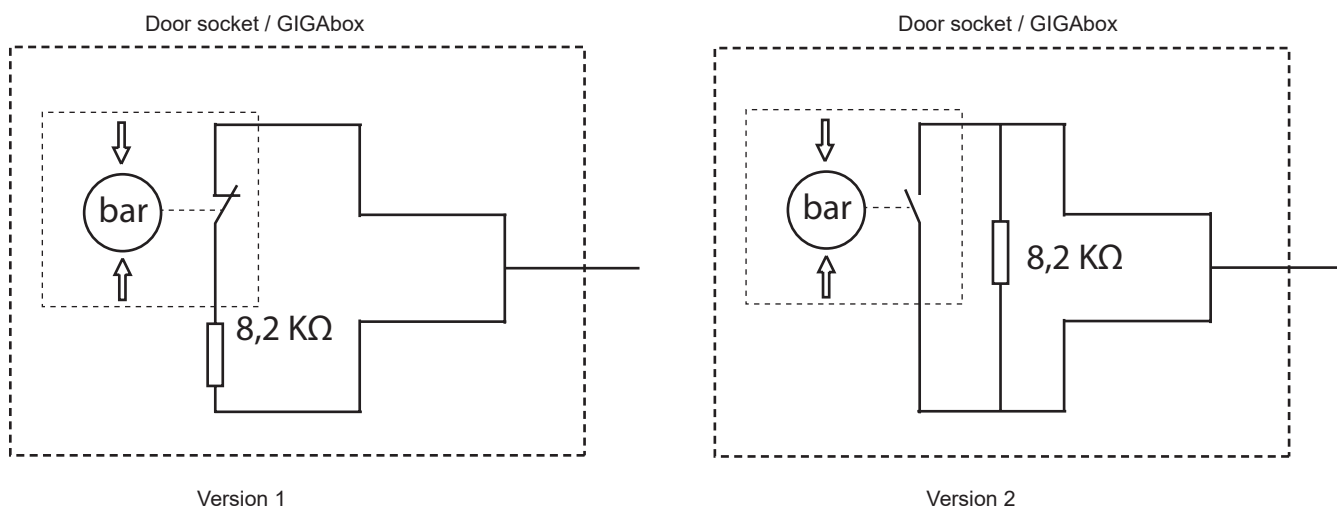 Door socket / GIGAbox
bar
8,2 KΩ
Version 1
Door socket / GIGAbox
bar
8,2 KΩ
Version 2